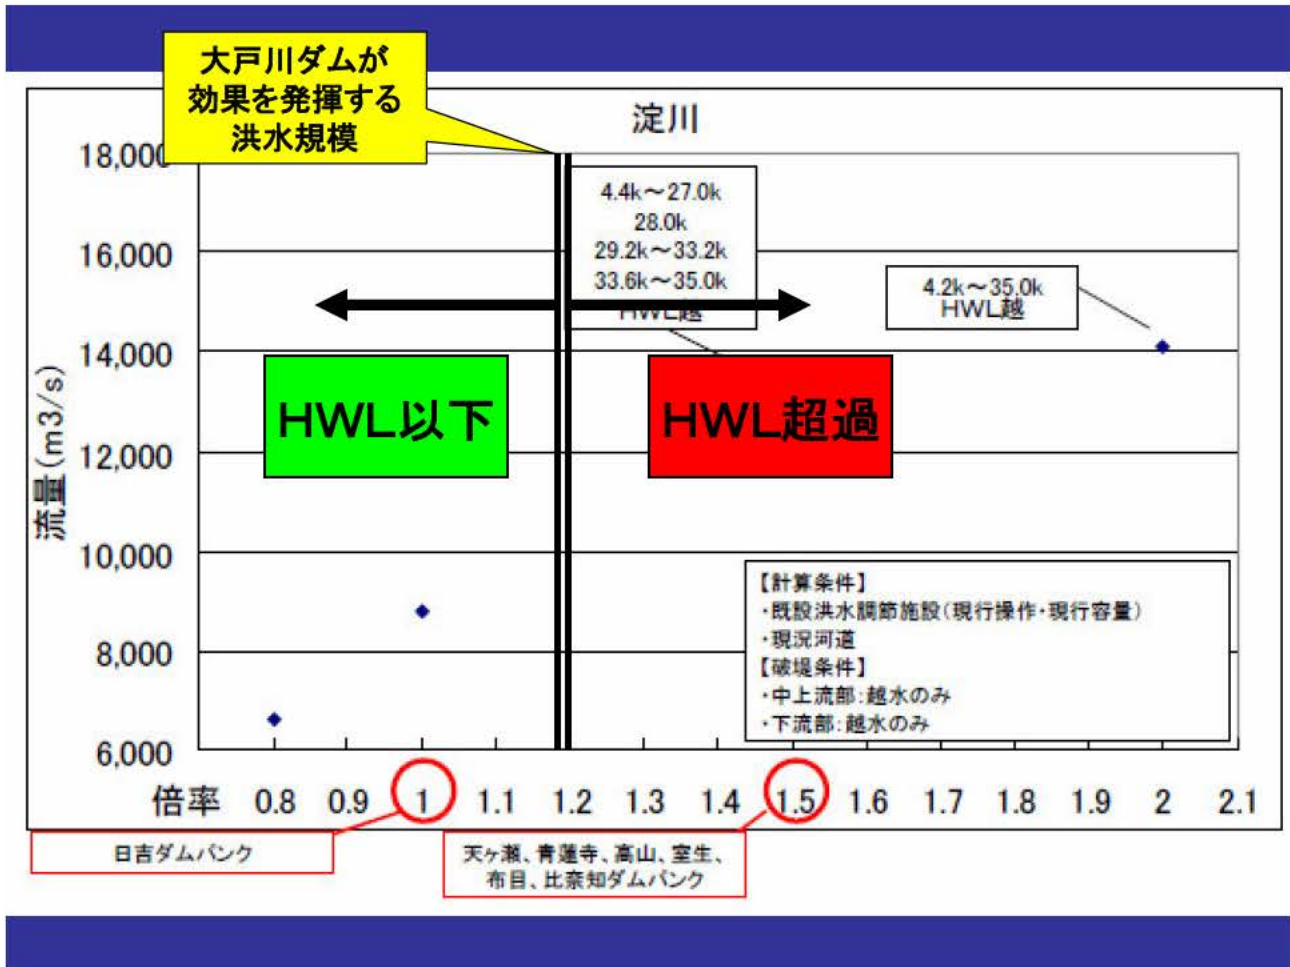 大戸川ダムが
効果を発揮する
洪水規模
淀川
18,000
16,000
14,000
12,000
10,000
8,000
6,000
流量(m3/s)
4.4k～27.0k
28.0k
29.2k～33.2k
33.6k～35.0k
HWL越
4.2k～35.0k
HWL越
HWL以下
HWL超過
【計算条件】
・既設洪水調節施設(現行操作・現行容量)
・現況河道
【破堤条件】
・中上流部:越水のみ
・下流部:越水のみ
倍率 0.8 0.9 1 1.1 1.2 1.3 1.4 1.5 1.6 1.7 1.8 1.9 2 2.1
日吉ダムパンク
天ヶ瀬、青蓮寺、高山、室生、
布目、比奈知ダムパンク